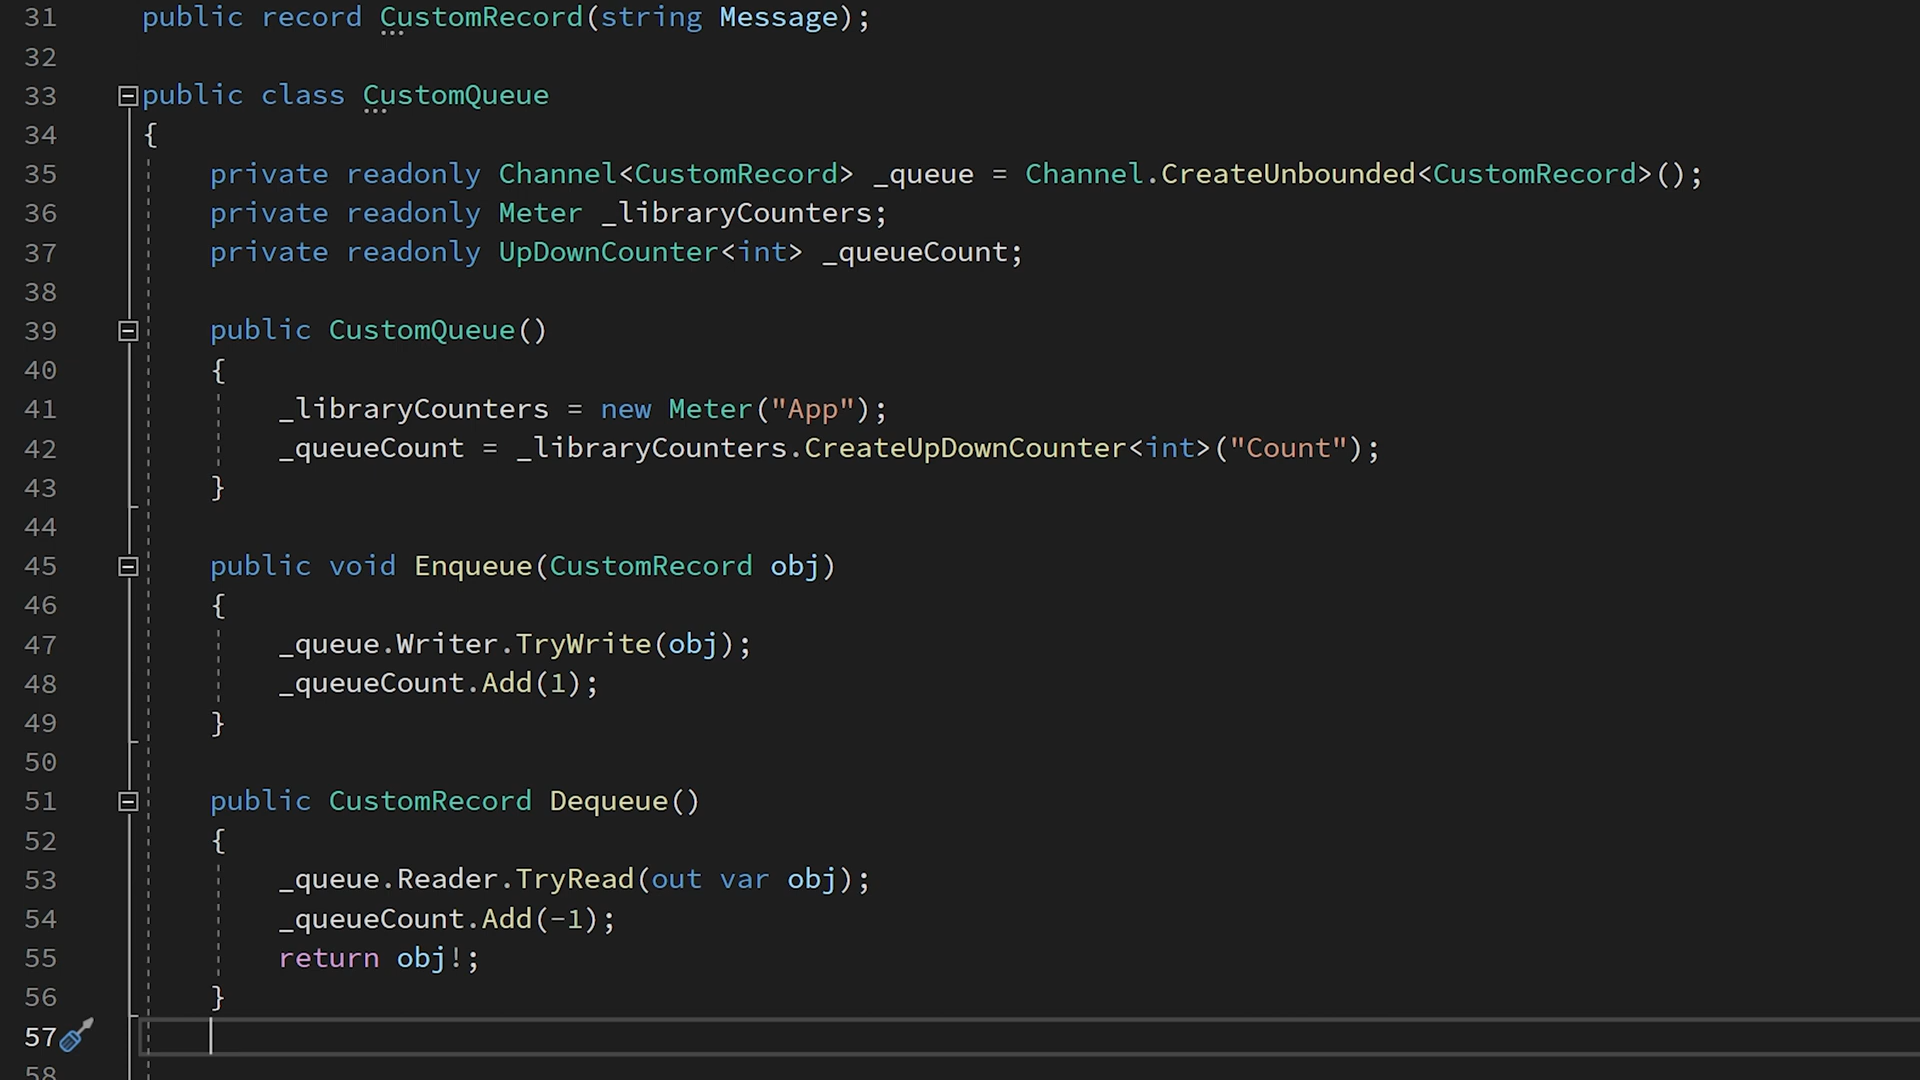 31 public record CustomRecord(string Message);
32
33 public class CustomQueue
34 {
35 private readonly Channel<CustomRecord> _queue = Channel.CreateUnbounded<CustomRecord>();
36 private readonly Meter _libraryCounters;
37 private readonly UpDownCounter<int> _queueCount;
38
39 public CustomQueue()
40 {
41 _libraryCounters = new Meter("App");
42 _queueCount = _libraryCounters.CreateUpDownCounter<int>("Count");
43 }
44
45 public void Enqueue(CustomRecord obj)
46 {
47 _queue.Writer.TryWrite(obj);
48 _queueCount.Add(1);
49 }
50
51 public CustomRecord Dequeue()
52 {
53 _queue.Reader.TryRead(out var obj);
54 _queueCount.Add(-1);
55 return obj!;
56 }
57
58